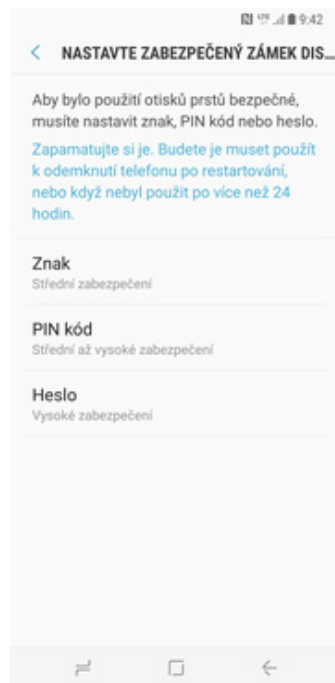 9:42
NASTAVTE ZABEZPEČENÝ ZÁMEK DIS...
Aby bylo použití otisků prstů bezpečné,
musíte nastavit znak, PIN kód nebo heslo.
Zapamatujte si je. Budete je muset použít
k odemknutí telefonu po restartování,
nebo když nebyl použit po více než 24
hodin.
Znak
Střední zabezpečení
PIN kód
Střední až vysoké zabezpečení
Heslo
Vysoké zabezpečení